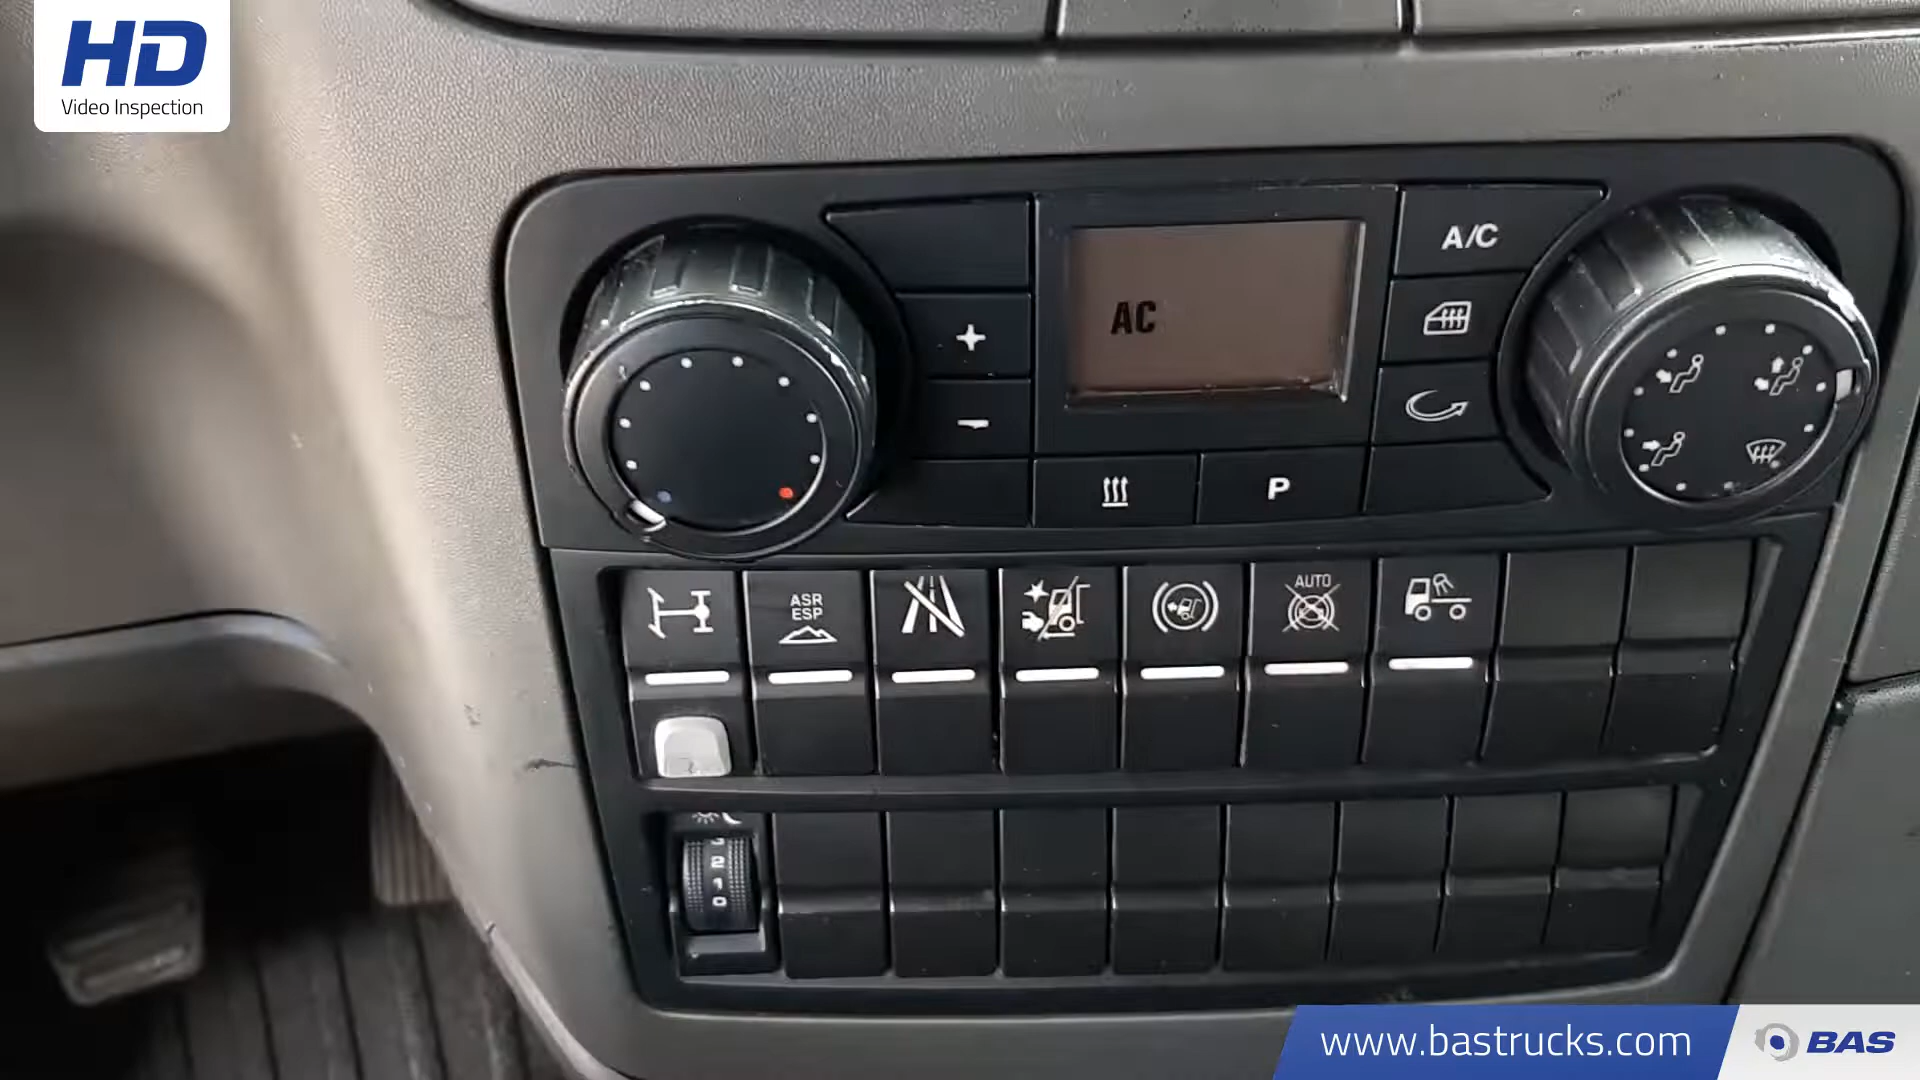 HD
Video Inspection
A/C
AC
P
ASR
ESP
AUTO
2
1
0
www.bastrucks.com
BAS